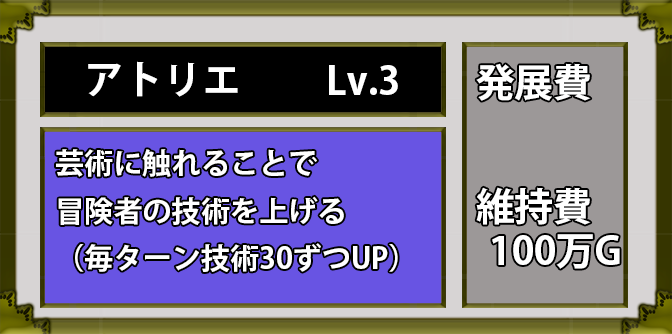 アトリエ Lv.3
芸術に触れることで
冒険者の技術を上げる
（毎ターン技術30ずつUP）
発展費
維持費
100万G